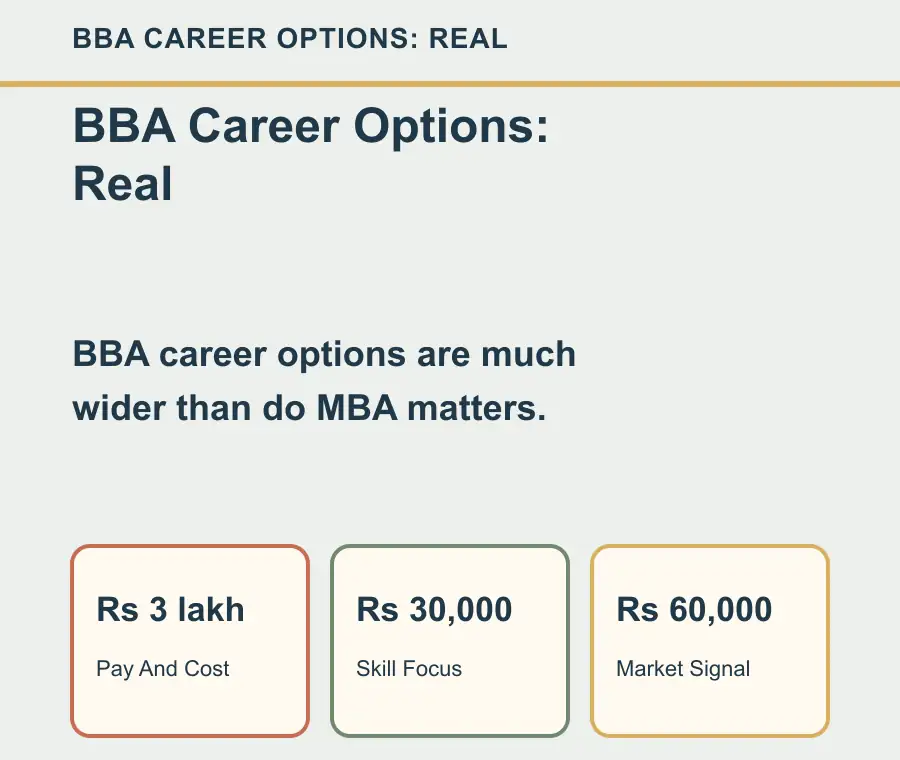 BBA CAREER OPTIONS: REAL
BBA Career Options:
Real
BBA career options are much
wider than do MBA matters.
Rs 3 lakh
Pay And Cost
Rs 30,000
Skill Focus
Rs 60,000
Market Signal